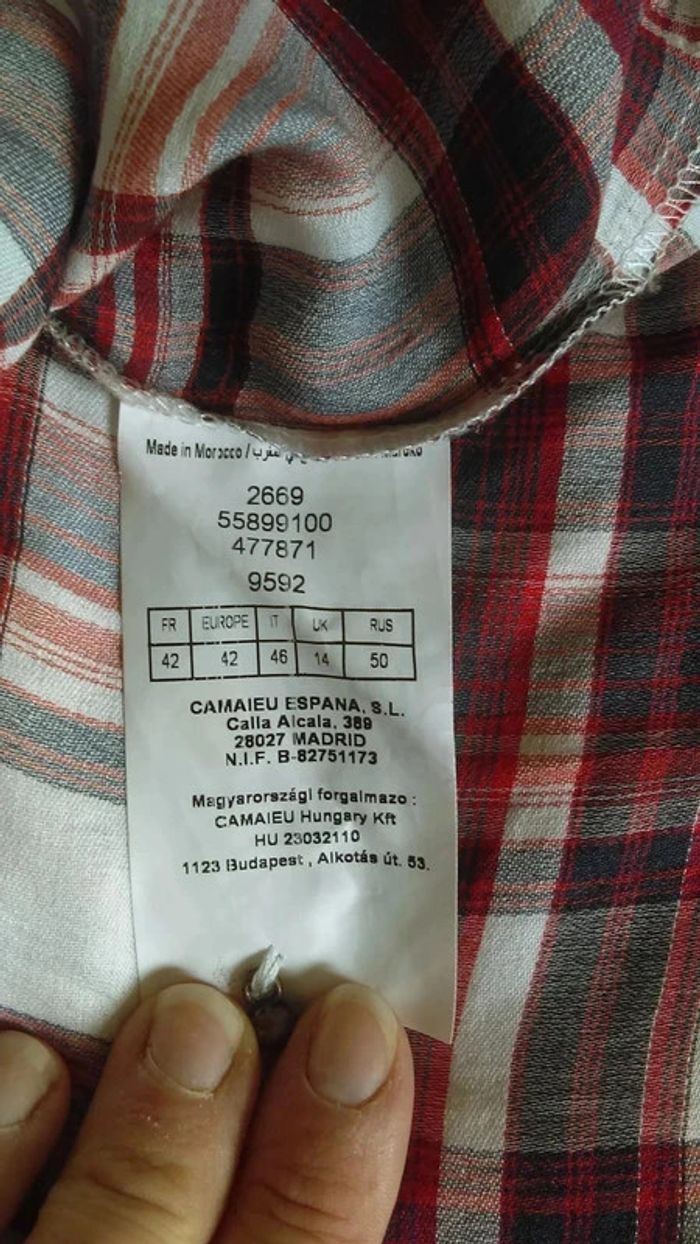 Made in Morocco /
2669
55899100
477871
9592
FR EUROPE IT UK RUS
42 42 46 14 50
CAMAIEU ESPANA, S.L.
Calla Alcala, 389
28027 MADRID
N.I.F. B-82751173
Magyarországi forgalmazo :
CAMAIEU Hungary Kft
HU 23032110
1123 Budapest , Alkotás út. 53.